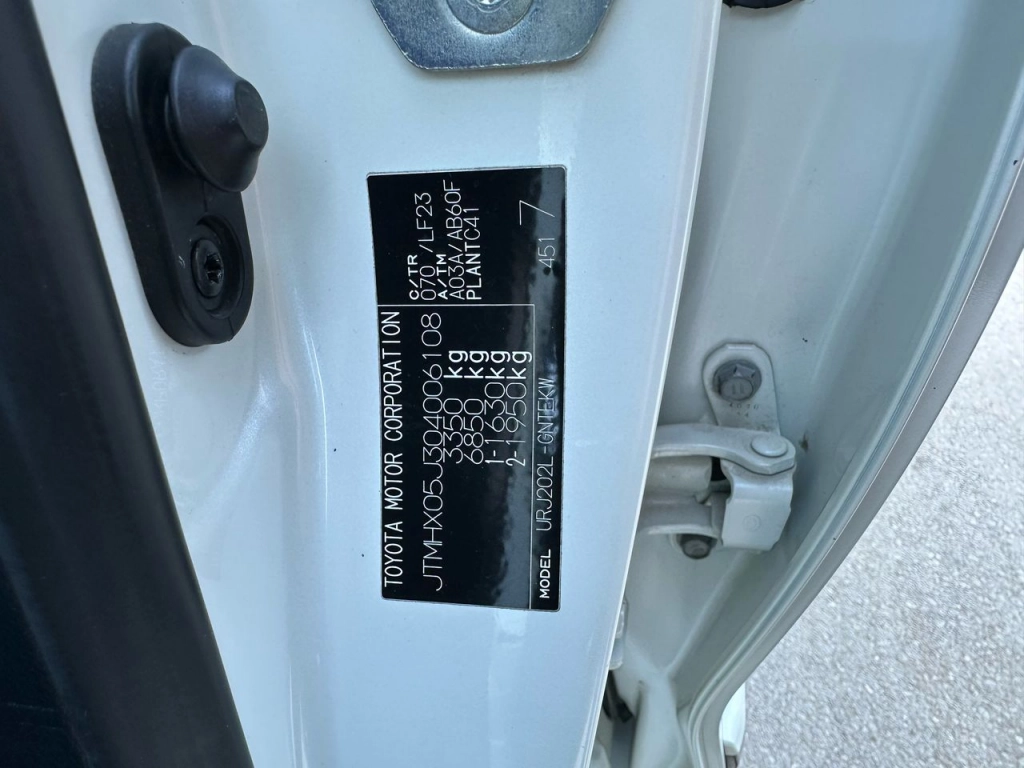 TOYOTA MOTOR CORPORATION
JTMHX05J304006108
3350 kg
6850 kg
1-1630kg
2-1950kg
C/TR
070 /LF23
A/TM
A03A/AB60F
PLANTC41
451 7
MODEL URJ202L-GNTEKW